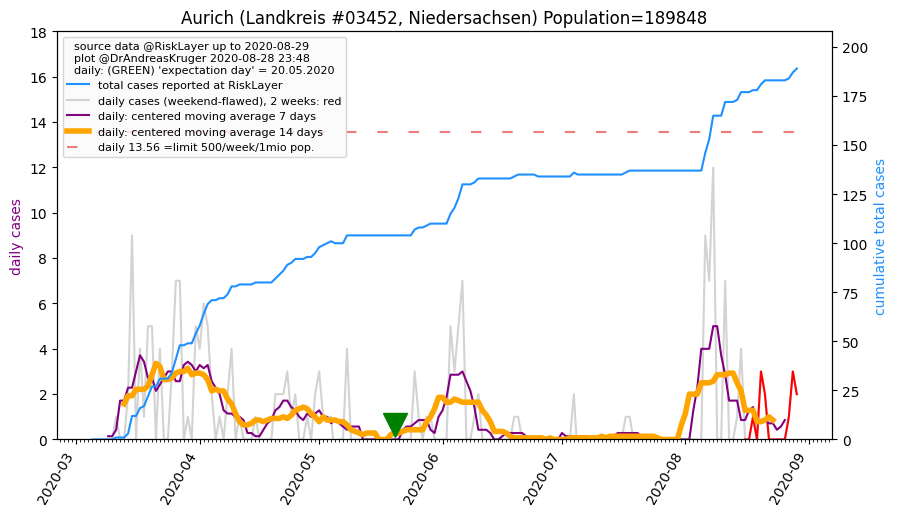 Aurich (Landkreis #03452, Niedersachsen) Population=189848
source data @RiskLayer up to 2020-08-29
plot @DrAndreasKruger 2020-08-28 23:48
daily: (GREEN) 'expectation day' = 20.05.2020
total cases reported at RiskLayer
daily cases (weekend-flawed), 2 weeks: red
daily: centered moving average 7 days
daily: centered moving average 14 days
daily 13.56 =limit 500/week/1mio pop.
daily cases
18
16
14
12
10
8
6
4
2
0
cumulative total cases
200
175
150
125
100
75
50
25
0
2020-03
2020-04
2020-05
2020-06
2020-07
2020-08
2020-09